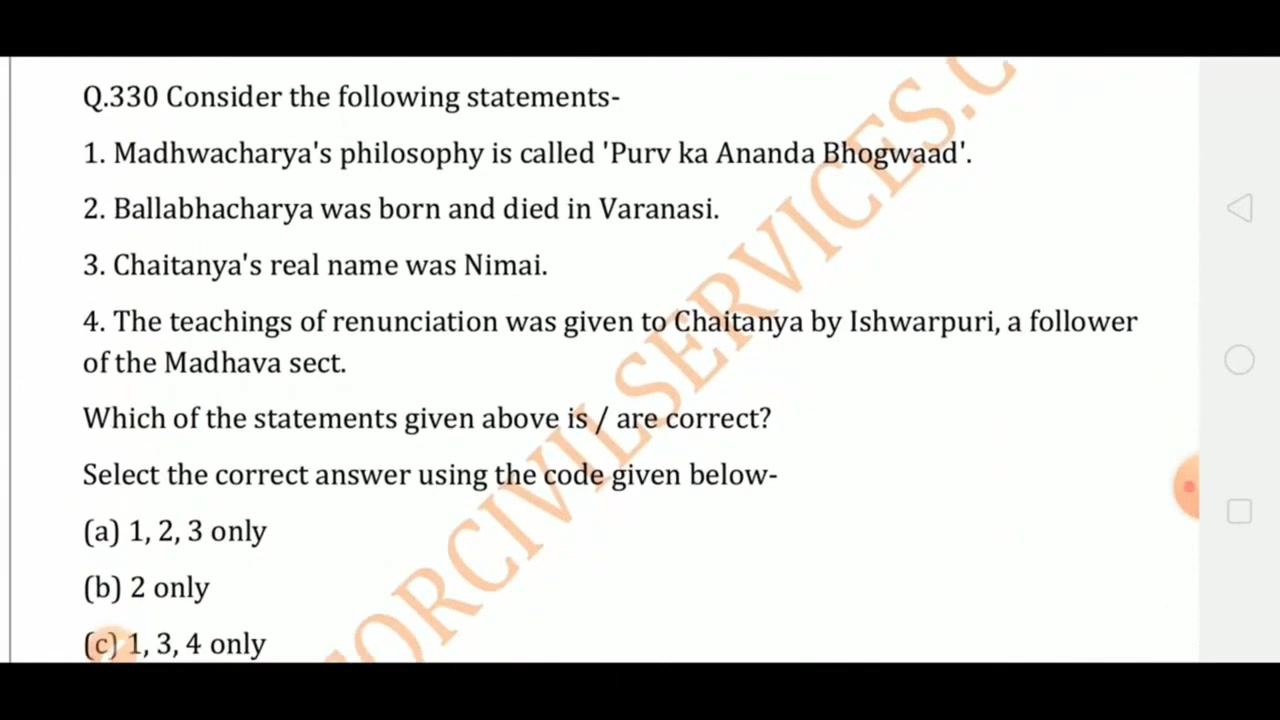 Q.330 Consider the following statements-
1. Madhwacharya's philosophy is called 'Purv ka Ananda Bhogwaad'.
2. Ballabhacharya was born and died in Varanasi.
3. Chaitanya's real name was Nimai.
4. The teachings of renunciation was given to Chaitanya by Ishwarpuri, a follower
of the Madhava sect.
Which of the statements given above is / are correct?
Select the correct answer using the code given below-
(a) 1, 2, 3 only
(b) 2 only
(c) 1, 3, 4 only
ORCIVILSERVICES.C